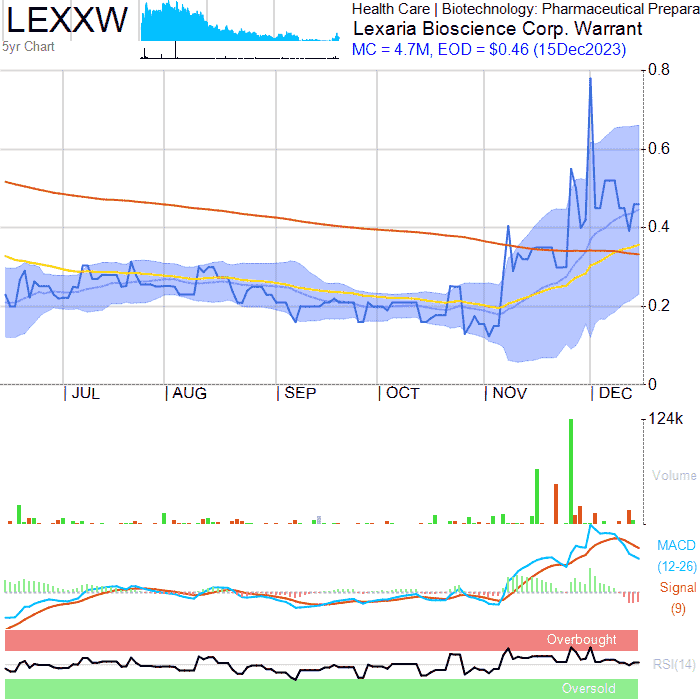 LEXXW
5yr Chart
Health Care | Biotechnology: Pharmaceutical Prepara
Lexaria Bioscience Corp. Warrant
MC = 4.7M, EOD = $0.46 (15Dec2023)
0.8
0.6
0.4
0.2
0
| JUL | AUG | SEP | OCT | NOV | DEC
124k
Volume
MACD
(12-26)
Signal
(9)
Overbought
RSI(14)
Oversold